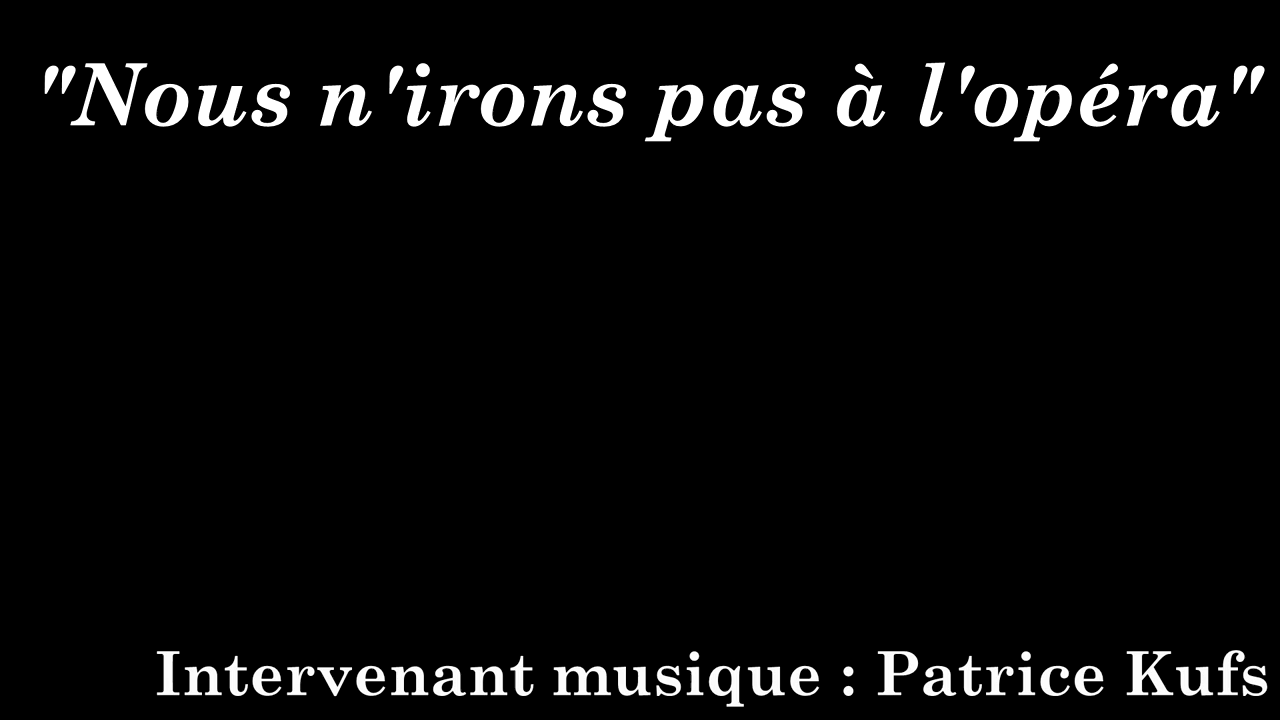 "Nous n'irons pas à l'opéra"
Intervenant musique : Patrice Kufs